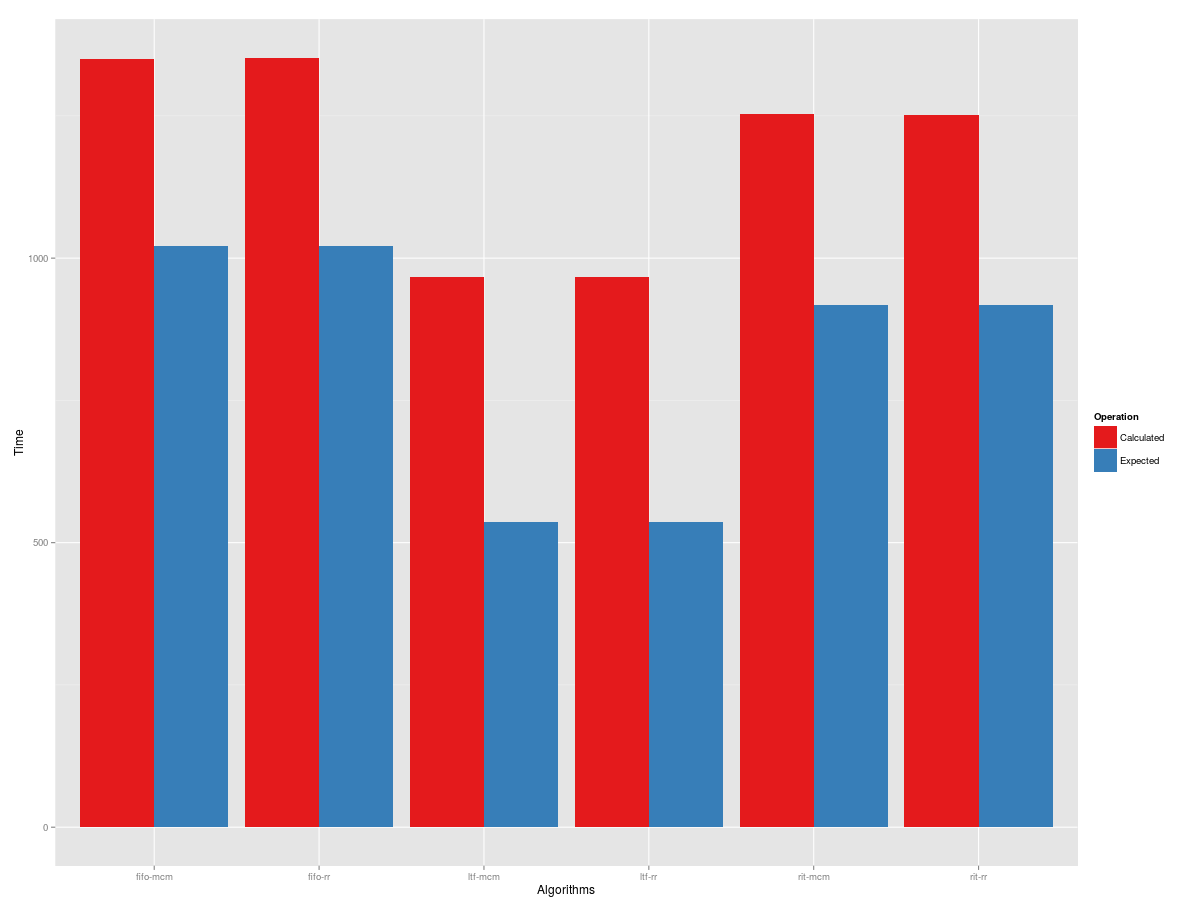 Time
1000
500
0
fifo-mcm
fifo-rr
ltf-mcm
ltf-rr
rit-mcm
rit-rr
Algorithms
Operation
Calculated
Expected